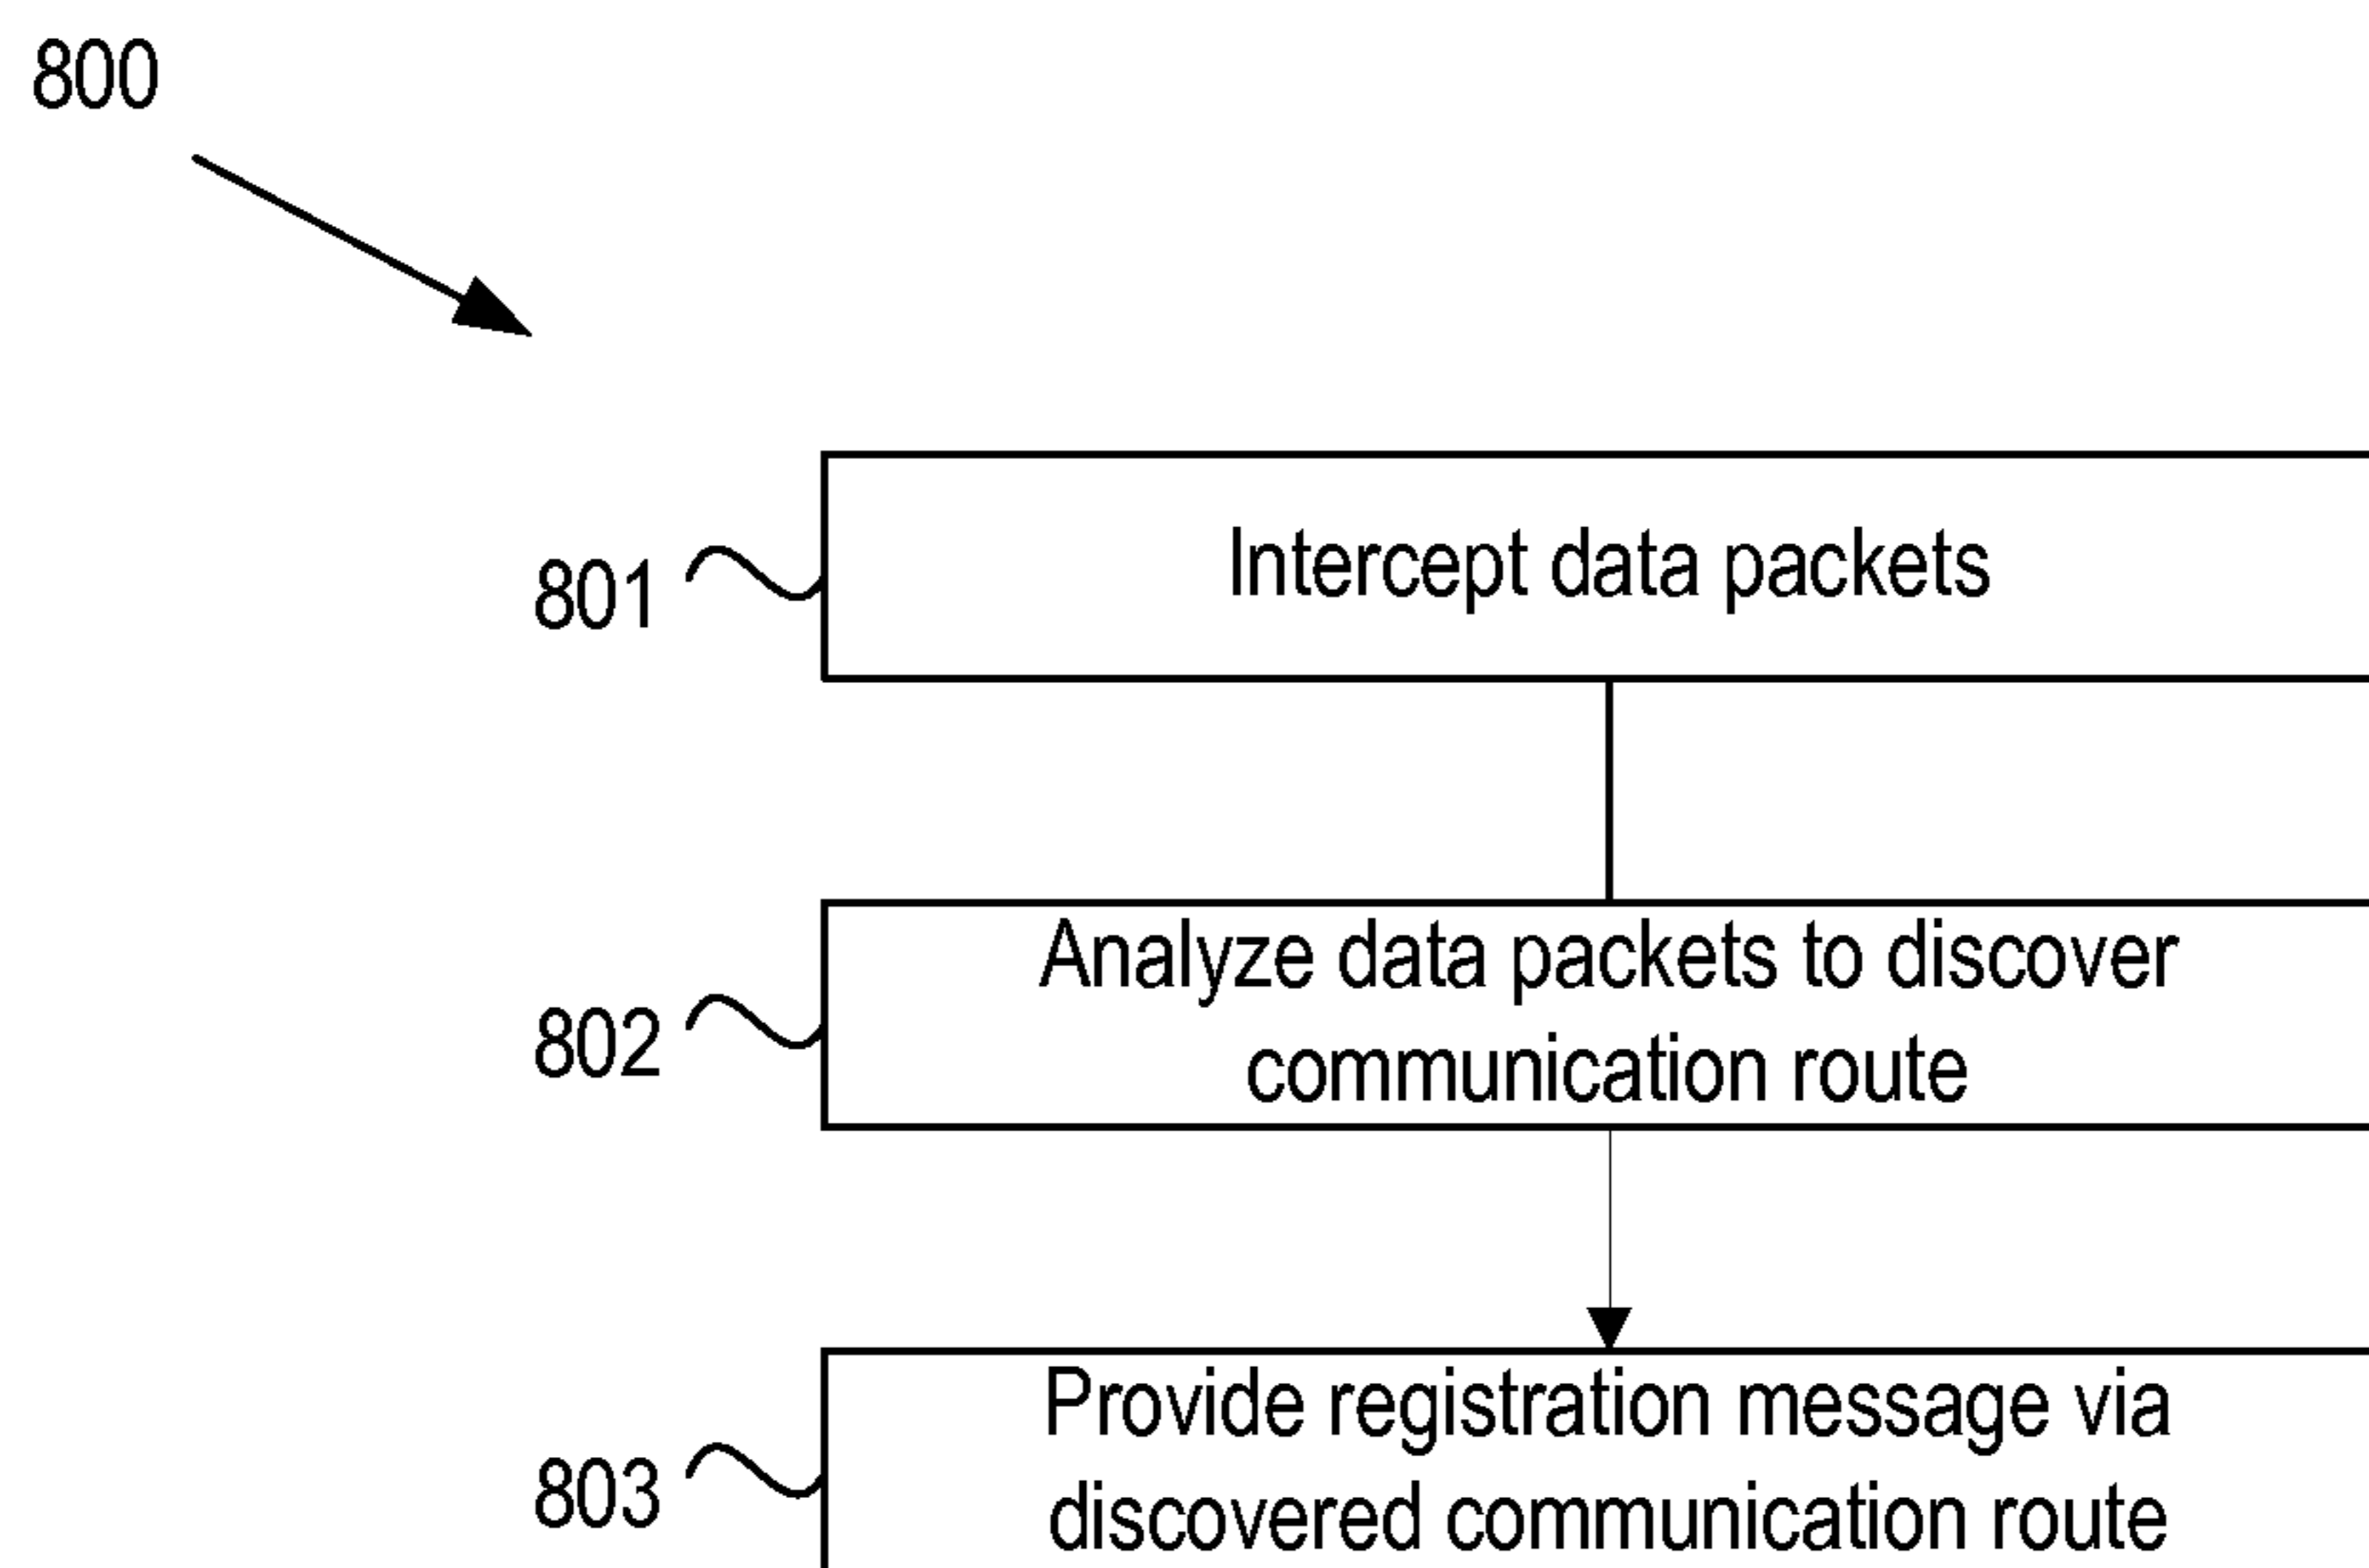 800
801
Intercept data packets
802
Analyze data packets to discover
communication route
803
Provide registration message via
discovered communication route